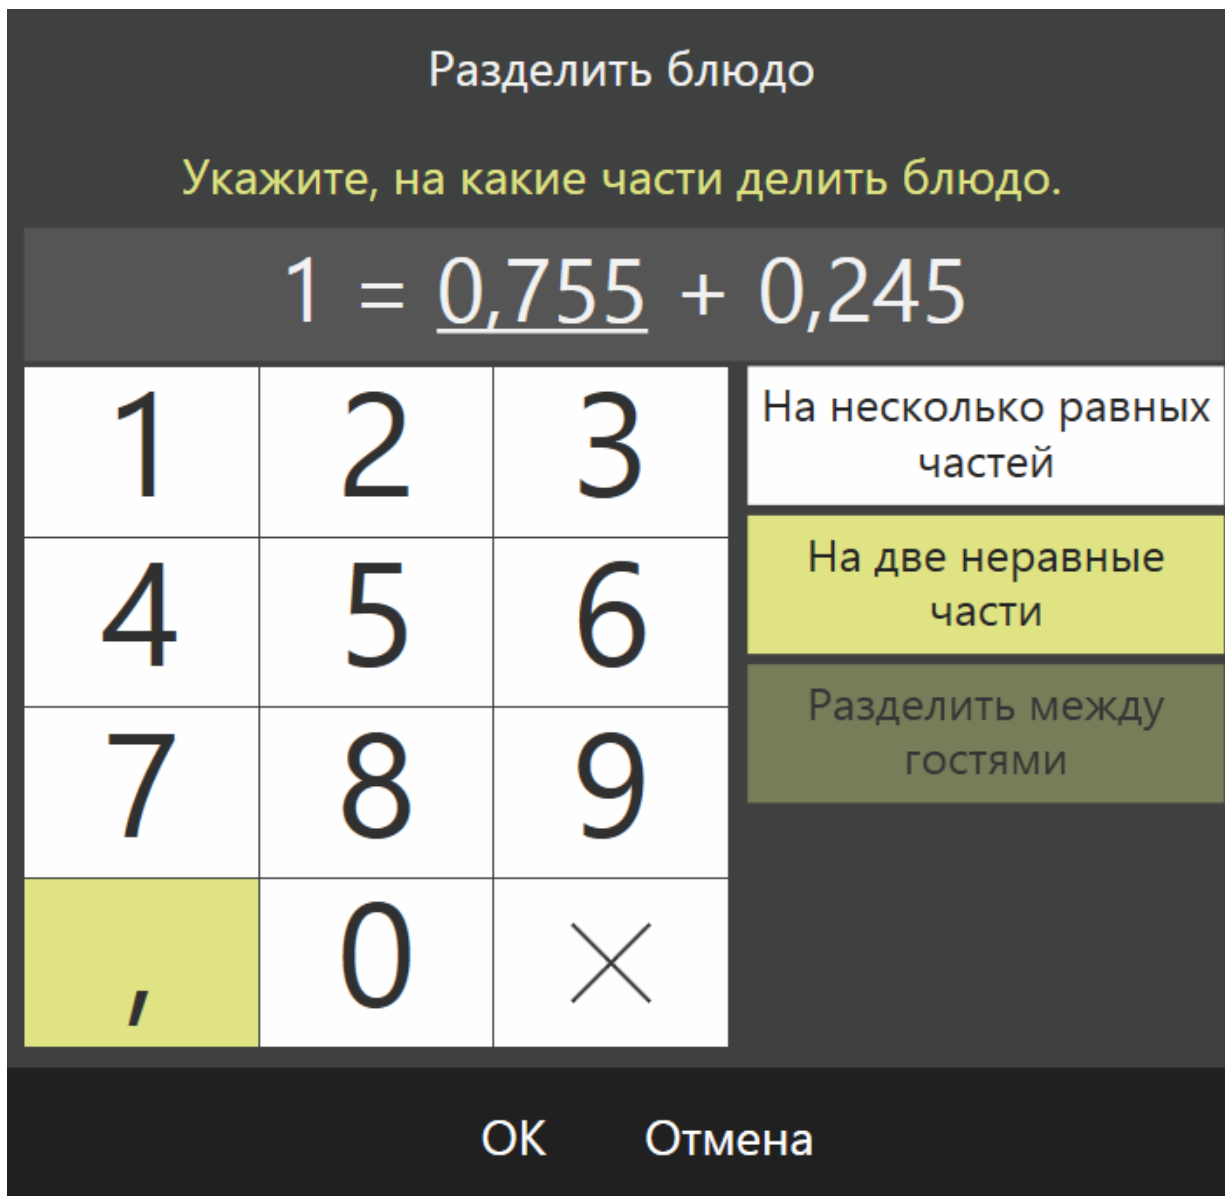 Разделить блюдо
Укажите, на какие части делить блюдо.
1 = 0,755 + 0,245
1 2 3
На несколько равных
частей
4 5 6
На две неравные
части
7 8 9
Разделить между
гостями
, 0 ×
OK Отмена